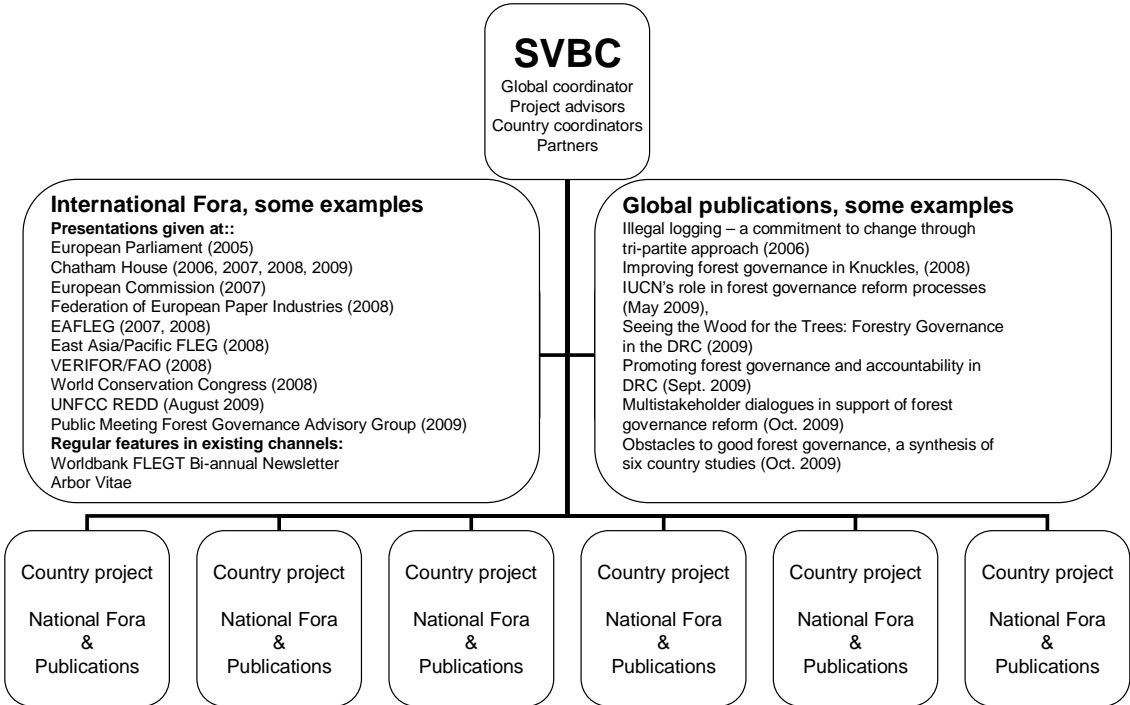 SVBC
Global coordinator
Project advisors
Country coordinators
Partners
International Fora, some examples
Presentations given at::
European Parliament (2005)
Chatham House (2006, 2007, 2008, 2009)
European Commission (2007)
Federation of European Paper Industries (2008)
EAFLEG (2007, 2008)
East Asia/Pacific FLEG (2008)
VERIFOR/FAO (2008)
World Conservation Congress (2008)
UNFCC REDD (August 2009)
Public Meeting Forest Governance Advisory Group (2009)
Regular features in existing channels:
Worldbank FLEGT Bi-annual Newsletter
Arbor Vitae
Global publications, some examples
Illegal logging – a commitment to change through
tri-partite approach (2006)
Improving forest governance in Knuckles, (2008)
IUCN's role in forest governance reform processes
(May 2009),
Seeing the Wood for the Trees: Forestry Governance
in the DRC (2009)
Promoting forest governance and accountability in
DRC (Sept. 2009)
Multistakeholder dialogues in support of forest
governance reform (Oct. 2009)
Obstacles to good forest governance, a synthesis of
six country studies (Oct. 2009)
Country project
National Fora
&
Publications
Country project
National Fora
&
Publications
Country project
National Fora
&
Publications
Country project
National Fora
&
Publications
Country project
National Fora
&
Publications
Country project
National Fora
&
Publications